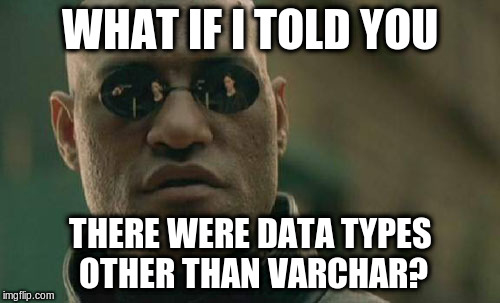 WHAT IF I TOLD YOU
THERE WERE DATA TYPES
OTHER THAN VARCHAR?
imgflip.com